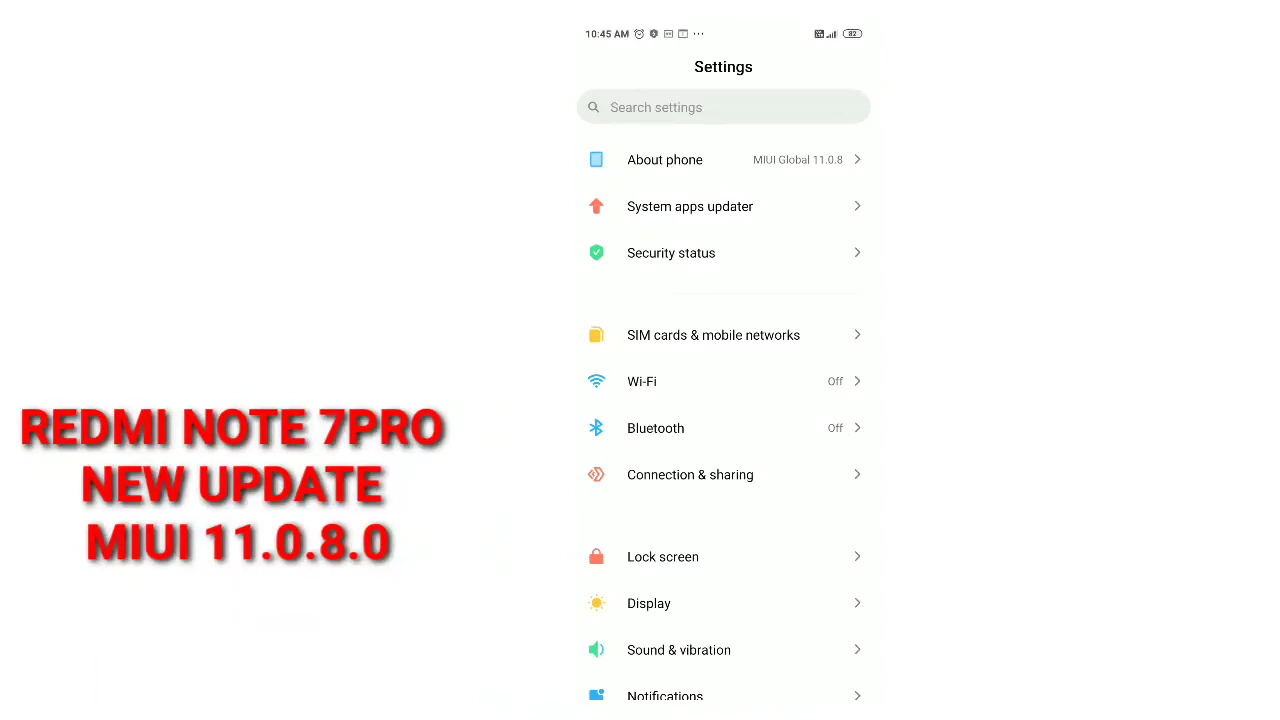 10:45 AM ... 82
Settings
Search settings
About phone MIUI Global 11.0.8
System apps updater
Security status
SIM cards & mobile networks
Wi-Fi Off
Bluetooth Off
Connection & sharing
Lock screen
Display
Sound & vibration
Notifications
REDMI NOTE 7PRO
NEW UPDATE
MIUI 11.0.8.0